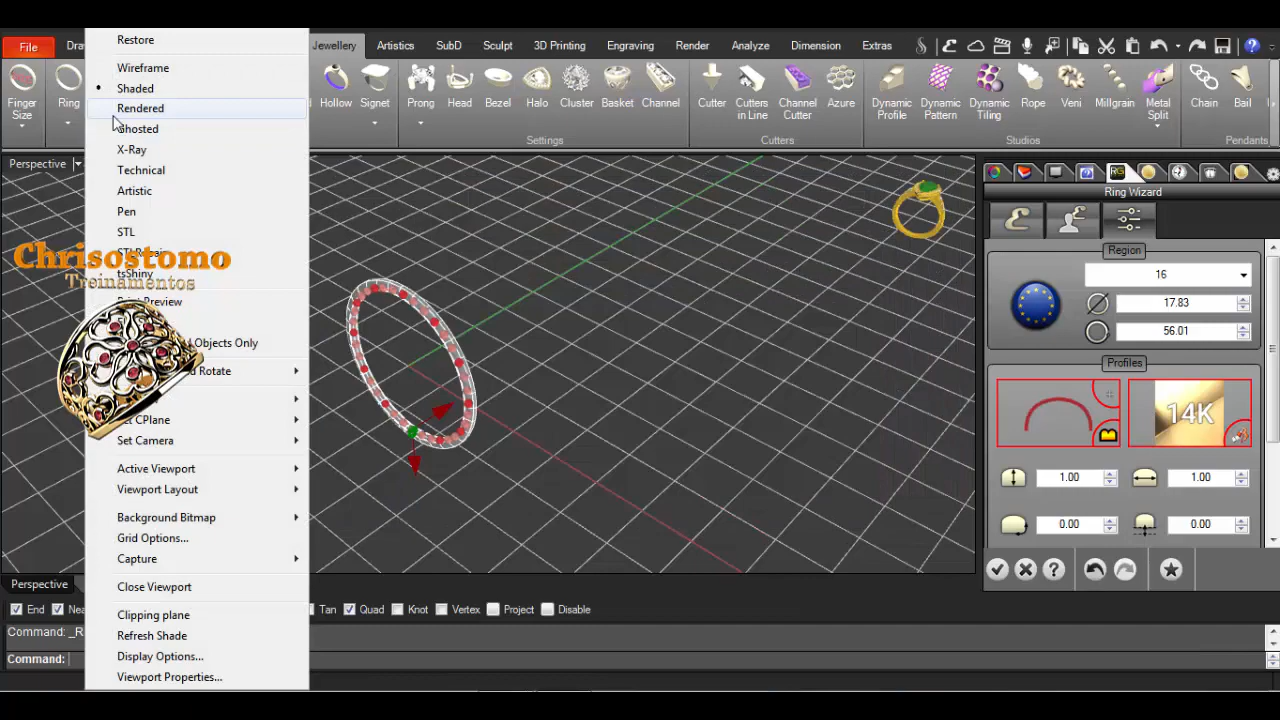 File
Dra
Jewellery
Artistics
SubD
Sculpt
3D Printing
Engraving
Render
Analyze
Dimension
Extras
Finger Size
Ring
Hollow
Signet
Prong
Head
Bezel
Halo
Cluster
Basket
Channel
Cutter
Cutters in Line
Channel Cutter
Azure
Dynamic Profile
Dynamic Pattern
Dynamic Tiling
Rope
Veni
Millgrain
Metal Split
Chain
Bail
Settings
Cutters
Studios
Pendants
Perspective
Restore
Wireframe
Shaded
Rendered
Ghosted
X-Ray
Technical
Artistic
Pen
STL
tsShiny
Preview
Objects Only
Rotate
CPlane
Set Camera
Active Viewport
Viewport Layout
Background Bitmap
Grid Options...
Capture
Close Viewport
Clipping plane
Refresh Shade
Display Options...
Viewport Properties...
Chrisostomo
Treinamentos
Ring Wizard
Region
16
17.83
56.01
Profiles
14K
1.00
1.00
0.00
0.00
Perspective
End
Nea
Tan
Quad
Knot
Vertex
Project
Disable
Command: _R
Command: